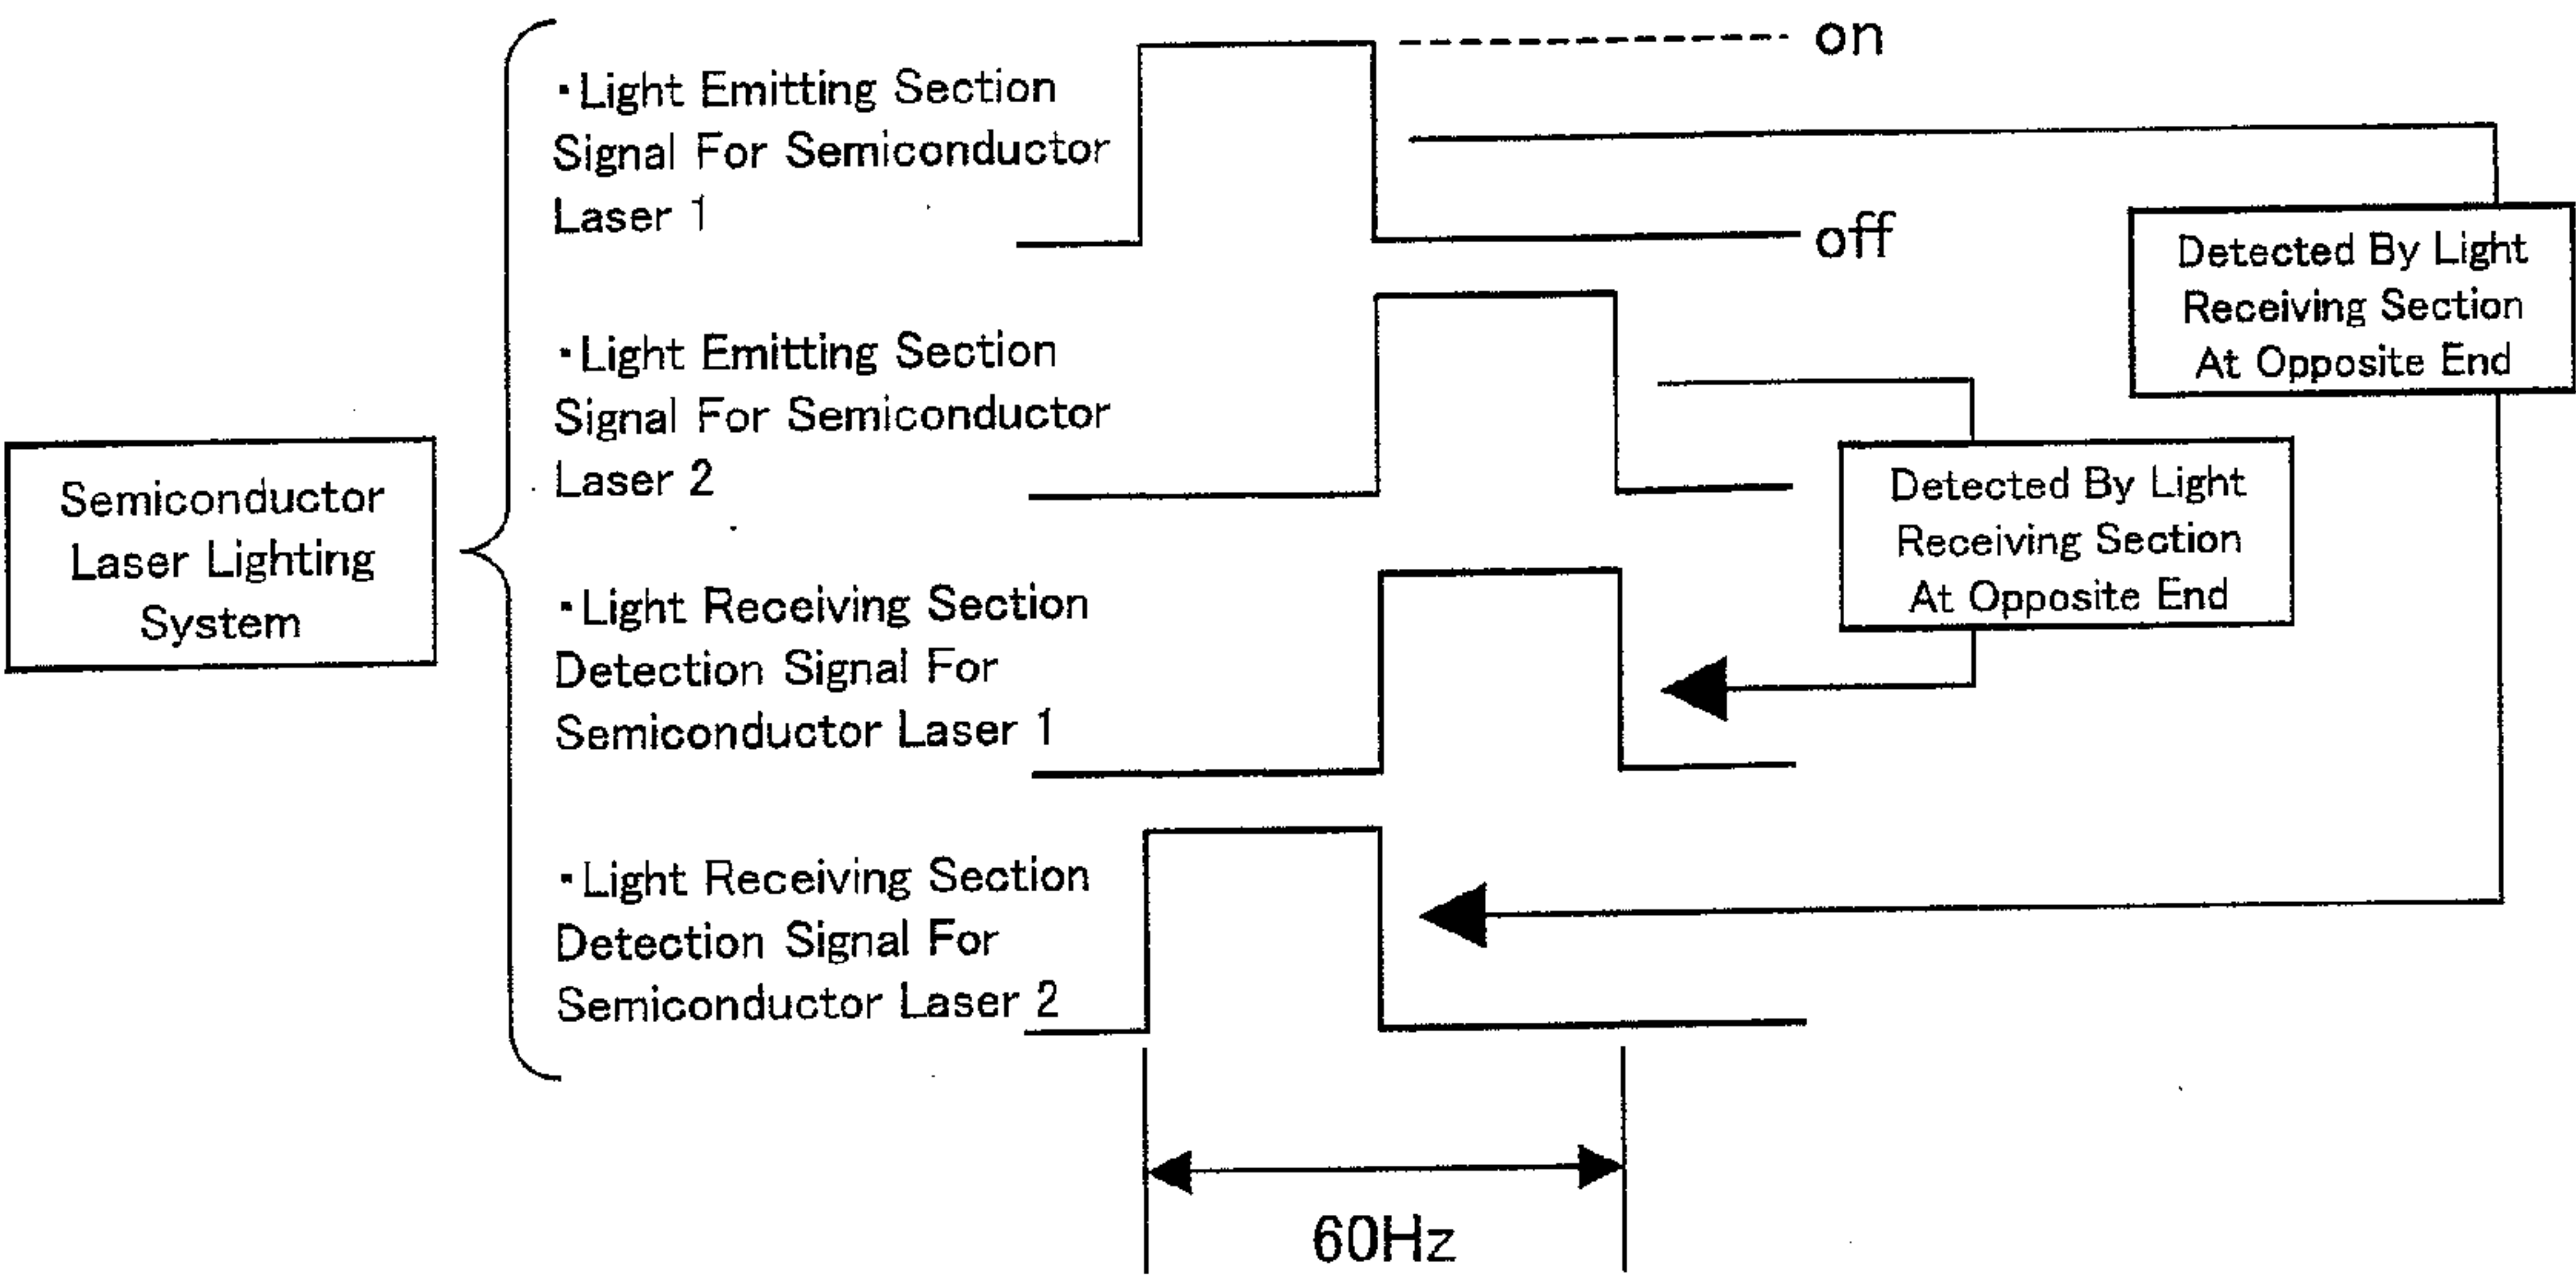 Semiconductor
Laser Lighting
System
・Light Emitting Section
Signal For Semiconductor
Laser 1
・Light Emitting Section
Signal For Semiconductor
Laser 2
・Light Receiving Section
Detection Signal For
Semiconductor Laser 1
・Light Receiving Section
Detection Signal For
Semiconductor Laser 2
on
off
Detected By Light
Receiving Section
At Opposite End
Detected By Light
Receiving Section
At Opposite End
60Hz